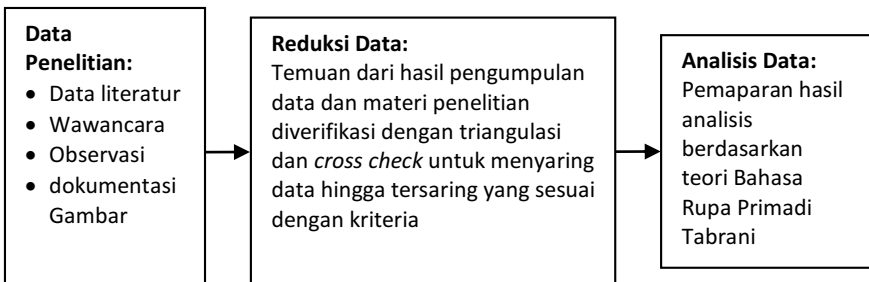 Data
Penelitian:
• Data literatur
• Wawancara
• Observasi
• dokumentasi
Gambar
Reduksi Data:
Temuan dari hasil pengumpulan
data dan materi penelitian
diverifikasi dengan triangulasi
dan cross check untuk menyaring
data hingga tersaring yang sesuai
dengan kriteria
Analisis Data:
Pemaparan hasil
analisis
berdasarkan
teori Bahasa
Rupa Primadi
Tabrani